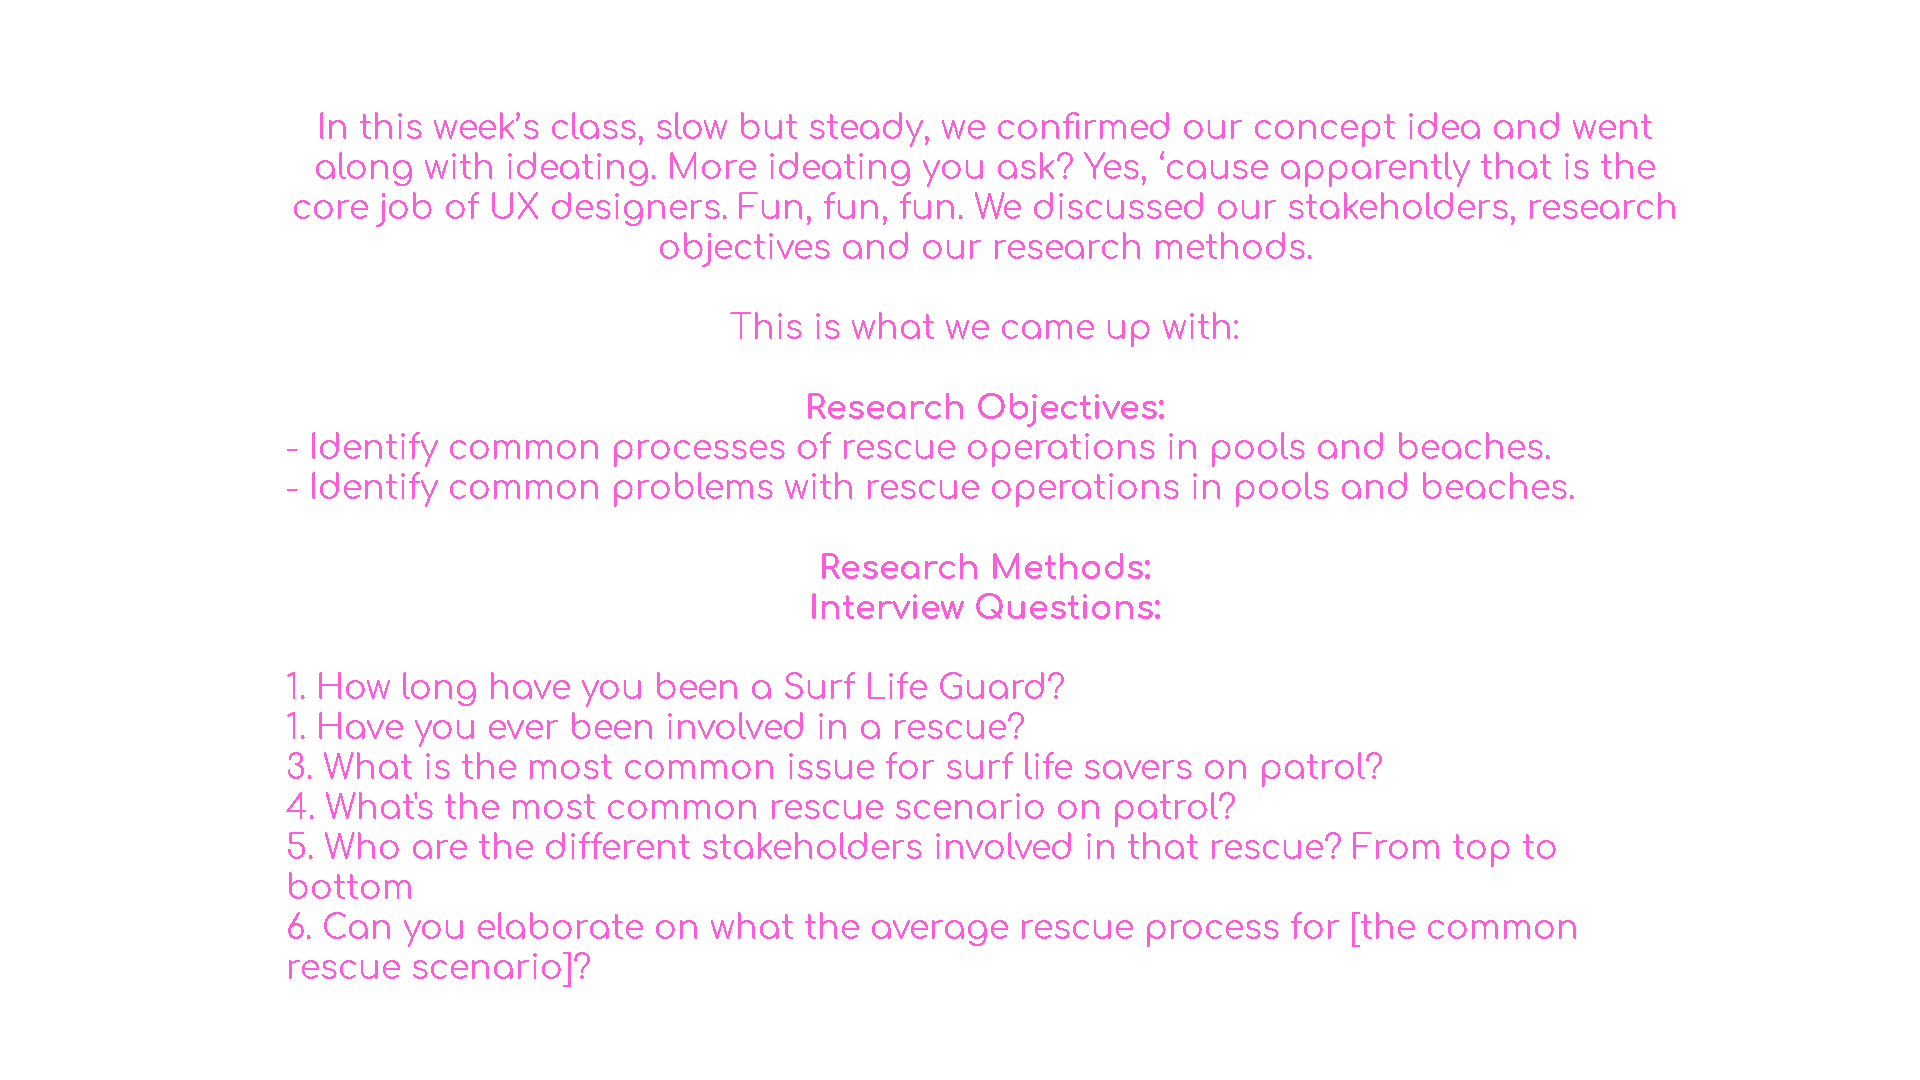 In this week’s class, slow but steady, we confirmed our concept idea and went
along with ideating. More ideating you ask? Yes, ‘cause apparently that is the
core job of UX designers. Fun, fun, fun. We discussed our stakeholders, research
objectives and our research methods.
This is what we came up with:
Research Objectives:
- Identify common processes of rescue operations in pools and beaches.
- Identify common problems with rescue operations in pools and beaches.
Research Methods:
Interview Questions:
1. How long have you been a Surf Life Guard?
1. Have you ever been involved in a rescue?
3. What is the most common issue for surf life savers on patrol?
4. What's the most common rescue scenario on patrol?
5. Who are the different stakeholders involved in that rescue? From top to
bottom
6. Can you elaborate on what the average rescue process for [the common
rescue scenario]?